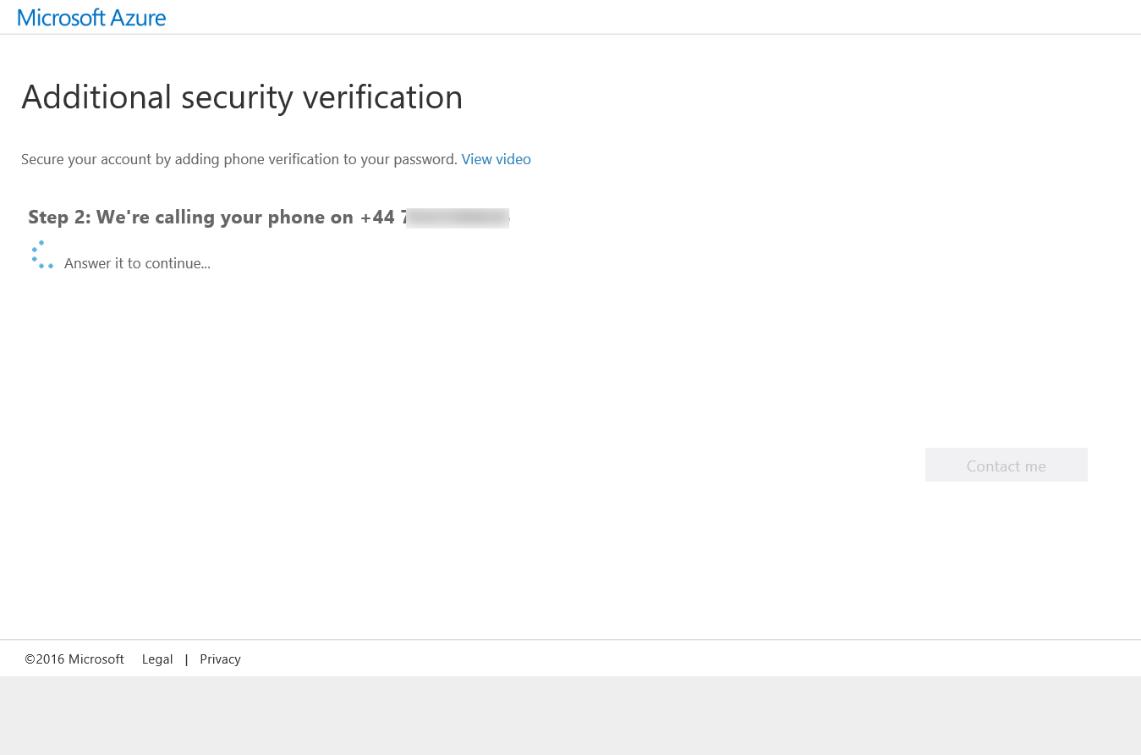 Microsoft Azure
Additional security verification
Secure your account by adding phone verification to your password. View video
Step 2: We're calling your phone on +44 7
Answer it to continue...
Contact me
©2016 Microsoft Legal | Privacy